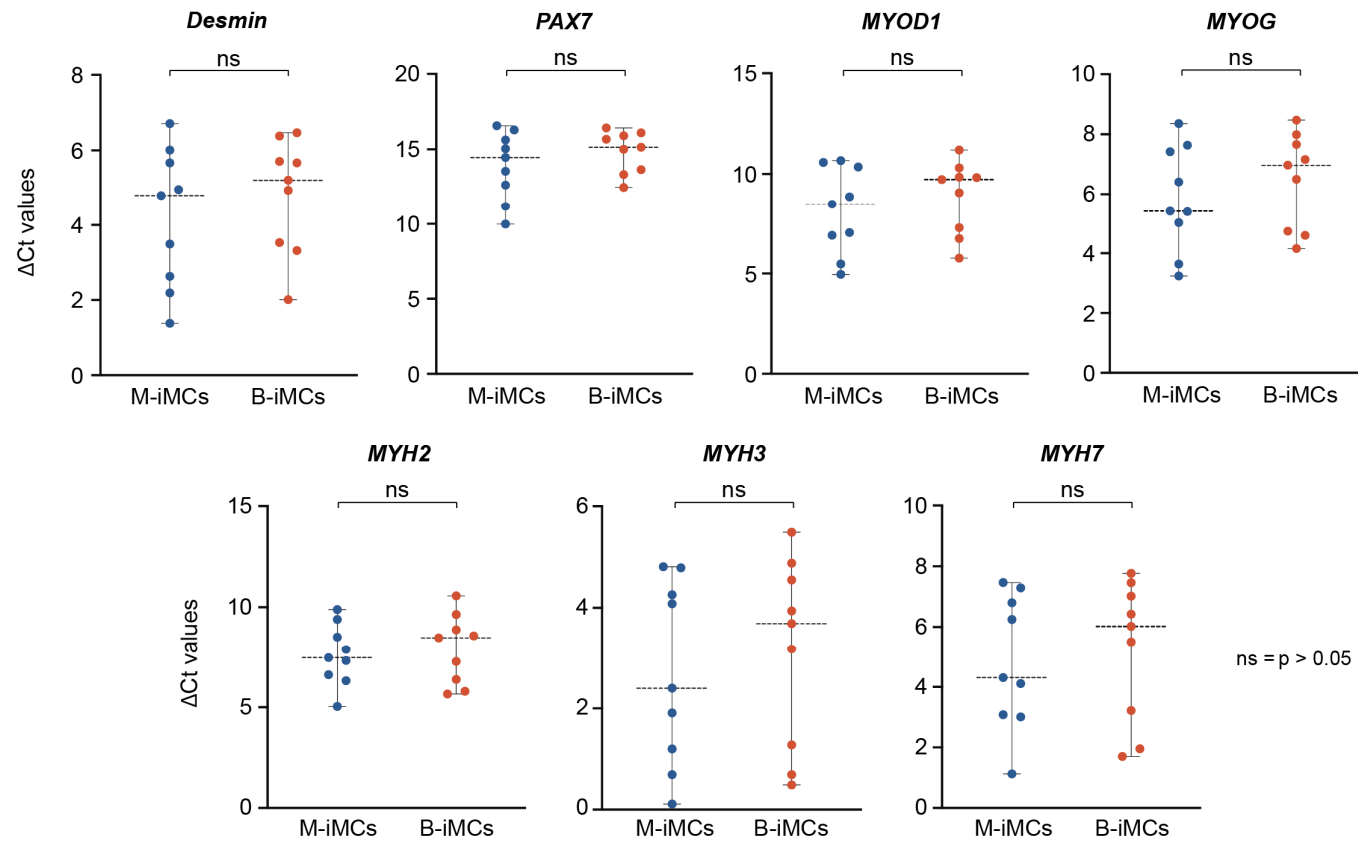 Desmin
PAX7
MYOD1
MYOG
ns
ns
ns
ns
8
6
4
2
0
20
15
10
5
0
15
10
5
0
10
8
6
4
2
0
ΔCt values
M-iMCs B-iMCs
M-iMCs B-iMCs
M-iMCs B-iMCs
M-iMCs B-iMCs
MYH2
MYH3
MYH7
ns
ns
ns
15
10
5
0
6
4
2
0
10
8
6
4
2
0
ΔCt values
ns = p > 0.05
M-iMCs B-iMCs
M-iMCs B-iMCs
M-iMCs B-iMCs